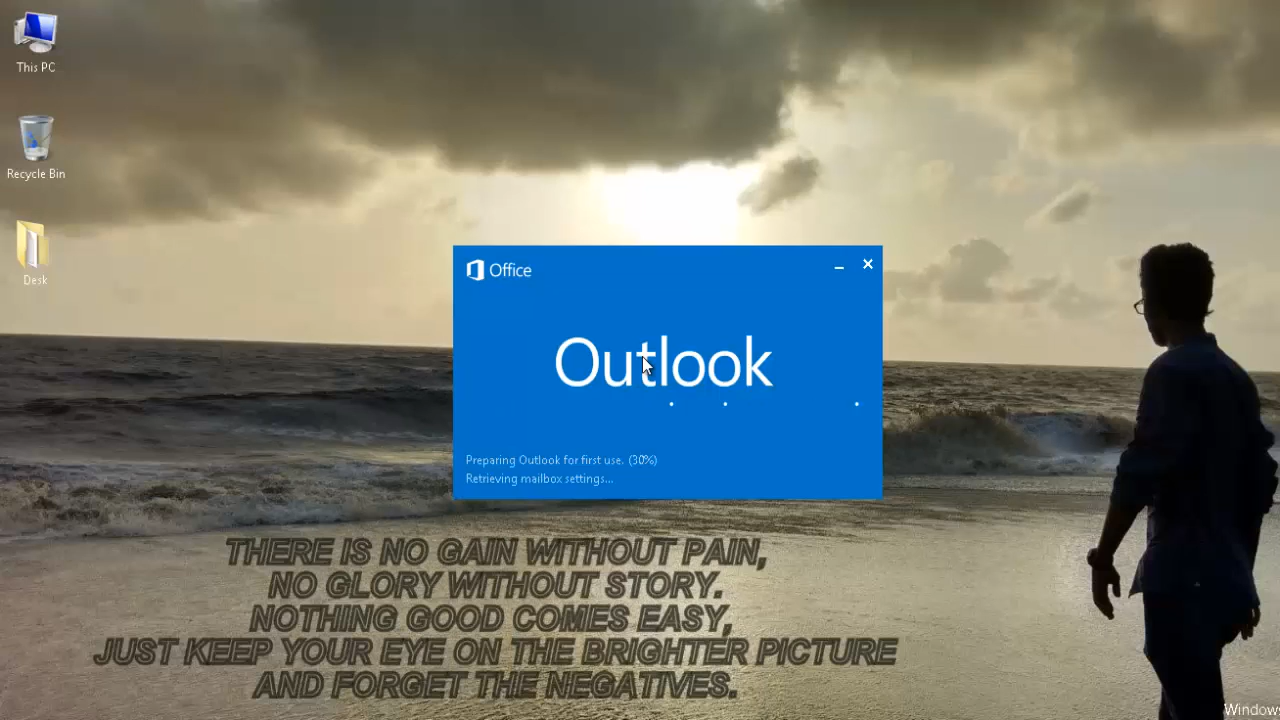 This PC
Recycle Bin
Desk
Office
Outlook
Preparing Outlook for first use. (30%)
Retrieving mailbox settings...
THERE IS NO GAIN WITHOUT PAIN,
NO GLORY WITHOUT STORY.
NOTHING GOOD COMES EASY,
JUST KEEP YOUR EYE ON THE BRIGHTER PICTURE
AND FORGET THE NEGATIVES.
Windows